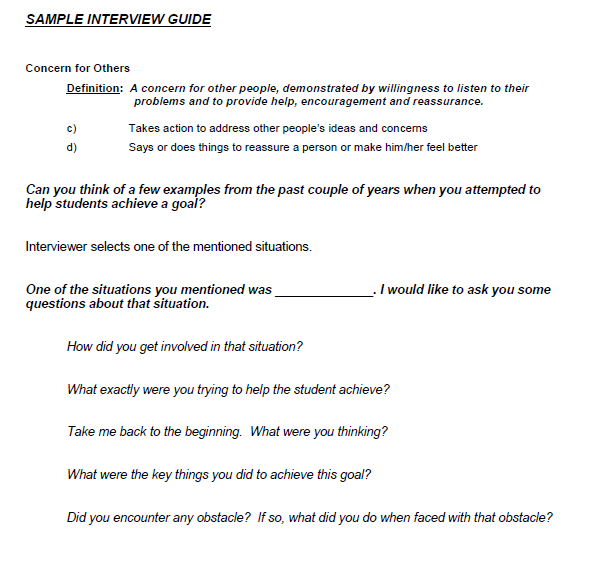 SAMPLE INTERVIEW GUIDE
Concern for Others
Definition: A concern for other people, demonstrated by willingness to listen to their
problems and to provide help, encouragement and reassurance.
c) Takes action to address other people's ideas and concerns
d) Says or does things to reassure a person or make him/her feel better
Can you think of a few examples from the past couple of years when you attempted to
help students achieve a goal?
Interviewer selects one of the mentioned situations.
One of the situations you mentioned was ______________. I would like to ask you some
questions about that situation.
How did you get involved in that situation?
What exactly were you trying to help the student achieve?
Take me back to the beginning. What were you thinking?
What were the key things you did to achieve this goal?
Did you encounter any obstacle? If so, what did you do when faced with that obstacle?